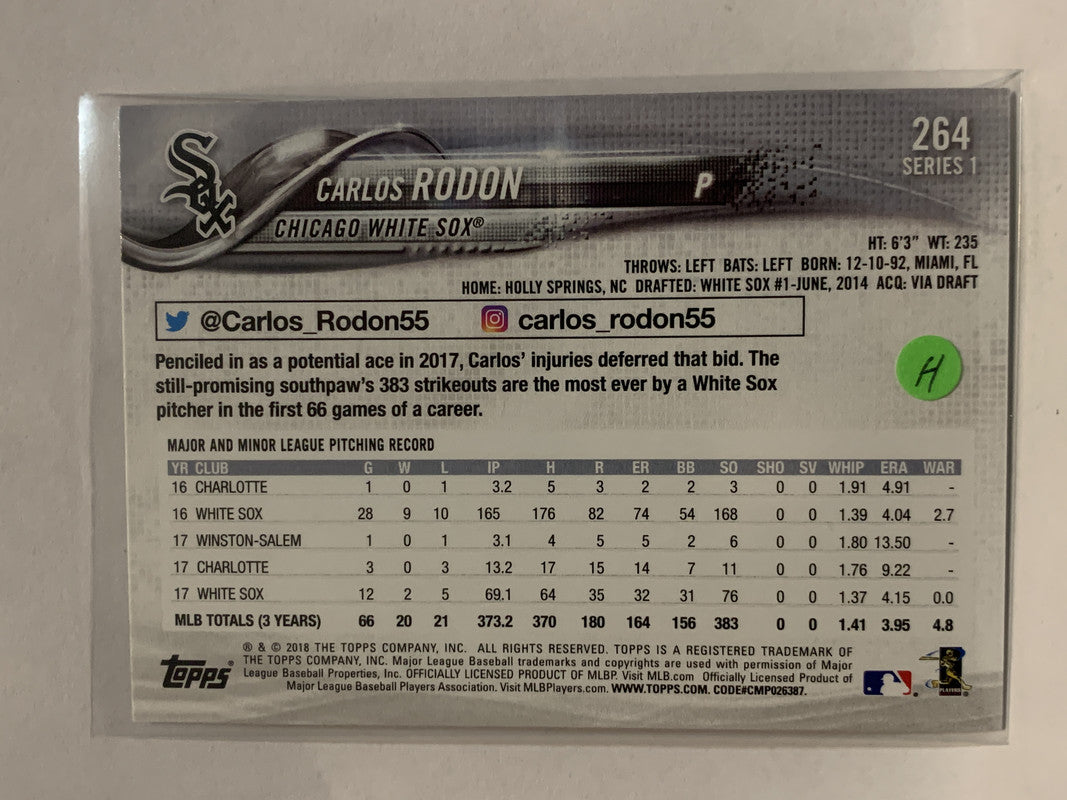 Sox
264
SERIES 1
CARLOS RODON P
CHICAGO WHITE SOX®
HT: 6'3" WT: 235
THROWS: LEFT BATS: LEFT BORN: 12-10-92, MIAMI, FL
HOME: HOLLY SPRINGS, NC DRAFTED: WHITE SOX #1-JUNE, 2014 ACQ: VIA DRAFT
@Carlos_Rodon55 carlos_rodon55
Penciled in as a potential ace in 2017, Carlos' injuries deferred that bid. The
still-promising southpaw's 383 strikeouts are the most ever by a White Sox
pitcher in the first 66 games of a career.
H
MAJOR AND MINOR LEAGUE PITCHING RECORD
YR CLUB G W L IP H R ER BB SO SHO SV WHIP ERA WAR
16 CHARLOTTE 1 0 1 3.2 5 3 2 2 3 0 0 1.91 4.91 -
16 WHITE SOX 28 9 10 165 176 82 74 54 168 0 0 1.39 4.04 2.7
17 WINSTON-SALEM 1 0 1 3.1 4 5 5 2 6 0 0 1.80 13.50 -
17 CHARLOTTE 3 0 3 13.2 17 15 14 7 11 0 0 1.76 9.22 -
17 WHITE SOX 12 2 5 69.1 64 35 32 31 76 0 0 1.37 4.15 0.0
MLB TOTALS (3 YEARS) 66 20 21 373.2 370 180 164 156 383 0 0 1.41 3.95 4.8
Topps®
® & © 2018 THE TOPPS COMPANY, INC. ALL RIGHTS RESERVED. TOPPS IS A REGISTERED TRADEMARK OF
THE TOPPS COMPANY, INC. Major League Baseball trademarks and copyrights are used with permission of Major
League Baseball Properties, Inc. OFFICIALLY LICENSED PRODUCT OF MLBP. Visit MLB.com Officially Licensed Product of
Major League Baseball Players Association. Visit MLBPlayers.com. WWW.TOPPS.COM. CODE#CMP026387.
PLAYERS